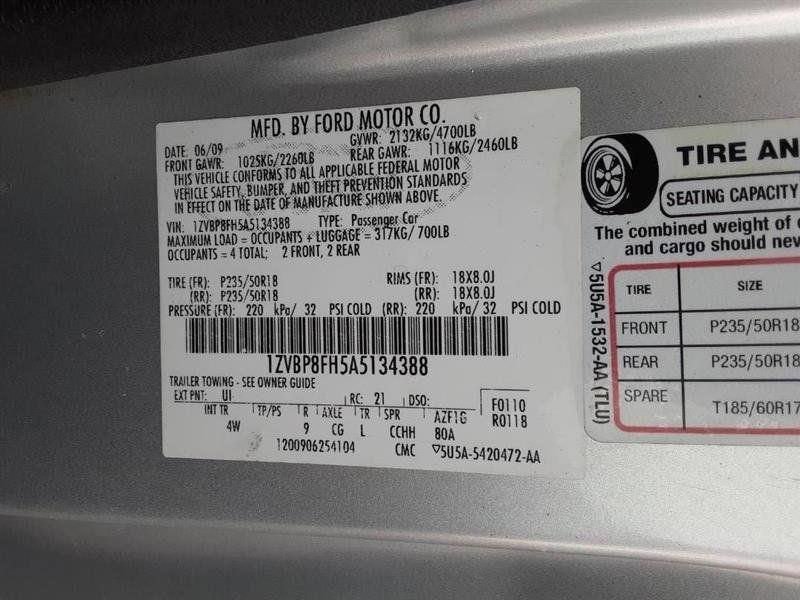 MFD. BY FORD MOTOR CO.
DATE: 06/09 GVWR: 2132KG/4700LB
FRONT GAWR: 1025KG/2260LB REAR GAWR: 1116KG/2460LB
THIS VEHICLE CONFORMS TO ALL APPLICABLE FEDERAL MOTOR
VEHICLE SAFETY, BUMPER, AND THEFT PREVENTION STANDARDS
IN EFFECT ON THE DATE OF MANUFACTURE SHOWN ABOVE.
VIN: 1ZVBP8FH5A5134388 TYPE: Passenger Car
MAXIMUM LOAD = OCCUPANTS + LUGGAGE = 317KG/700LB
OCCUPANTS = 4 TOTAL; 2 FRONT, 2 REAR
TIRE (FR): P235/50R18 RIMS (FR): 18X8.0J
(RR): P235/50R18 (RR): 18X8.0J
PRESSURE (FR): 220 kPa/ 32 PSI COLD (RR): 220 kPa/ 32 PSI COLD
1ZVBP8FH5A5134388
TRAILER TOWING - SEE OWNER GUIDE
EXT PNT: UI RC: 21 DSO: F0110
INT TR TP/PS R AXLE TR SPR AZF16 R0118
4W 9 CG L CCHH 80A
1200906254104 CMC ▽5U5A-5420472-AA
TIRE AN
SEATING CAPACITY
The combined weight of
and cargo should nev
▽5U5A-1532-AA (TLU)
TIRE SIZE
FRONT P235/50R18
REAR P235/50R18
SPARE T185/60R17